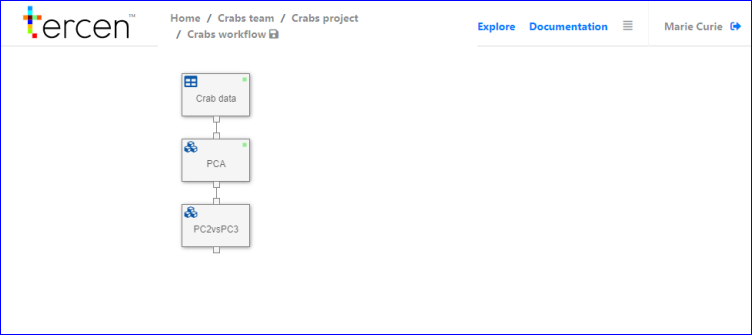 tercen™
Home / Crabs team / Crabs project
/ Crabs workflow
Explore Documentation Marie Curie
Crab data
PCA
PC2vsPC3